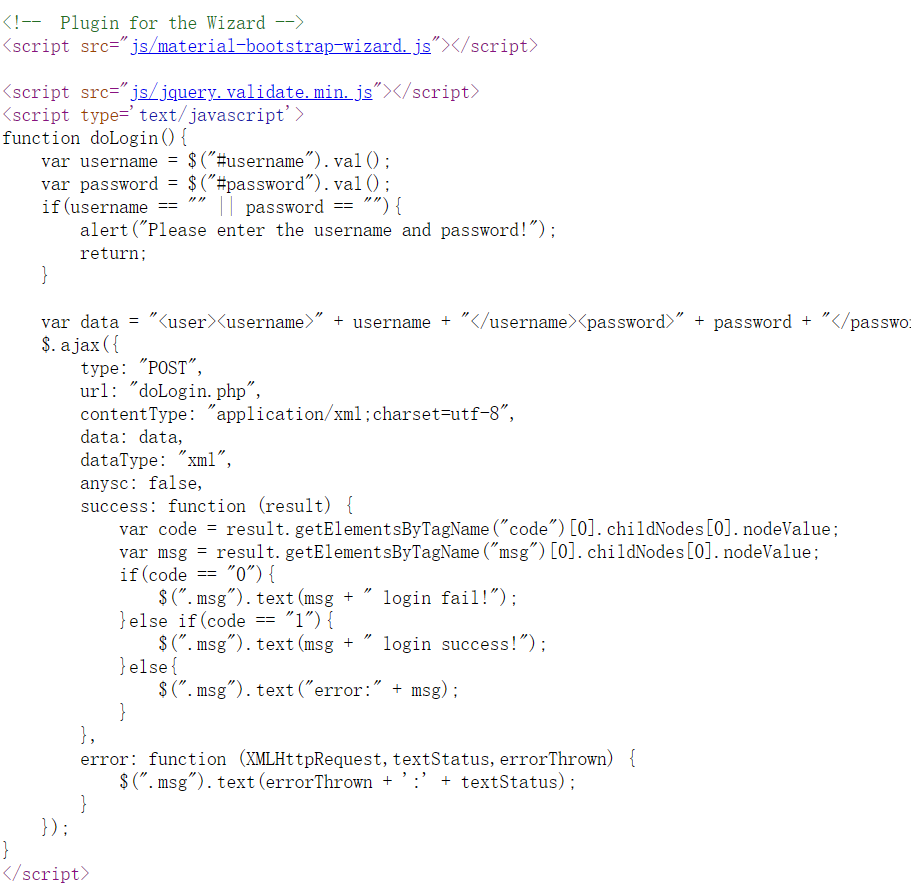 <!--  Plugin for the Wizard -->
<script src="js/material-bootstrap-wizard.js"></script>

<script src="js/jquery.validate.min.js"></script>
<script type='text/javascript'>
function doLogin(){
    var username = $("#username").val();
    var password = $("#password").val();
    if(username == "" || password == ""){
        alert("Please enter the username and password!");
        return;
    }

    var data = "<user><username>" + username + "</username><password>" + password + "</passwo
    $.ajax({
        type: "POST",
        url: "doLogin.php",
        contentType: "application/xml;charset=utf-8",
        data: data,
        dataType: "xml",
        anysc: false,
        success: function (result) {
            var code = result.getElementsByTagName("code")[0].childNodes[0].nodeValue;
            var msg = result.getElementsByTagName("msg")[0].childNodes[0].nodeValue;
            if(code == "0"){
                $(".msg").text(msg + " login fail!");
            }else if(code == "1"){
                $(".msg").text(msg + " login success!");
            }else{
                $(".msg").text("error:" + msg);
            }
        },
        error: function (XMLHttpRequest,textStatus,errorThrown) {
            $(".msg").text(errorThrown + ':' + textStatus);
        }
    });
}
</script>